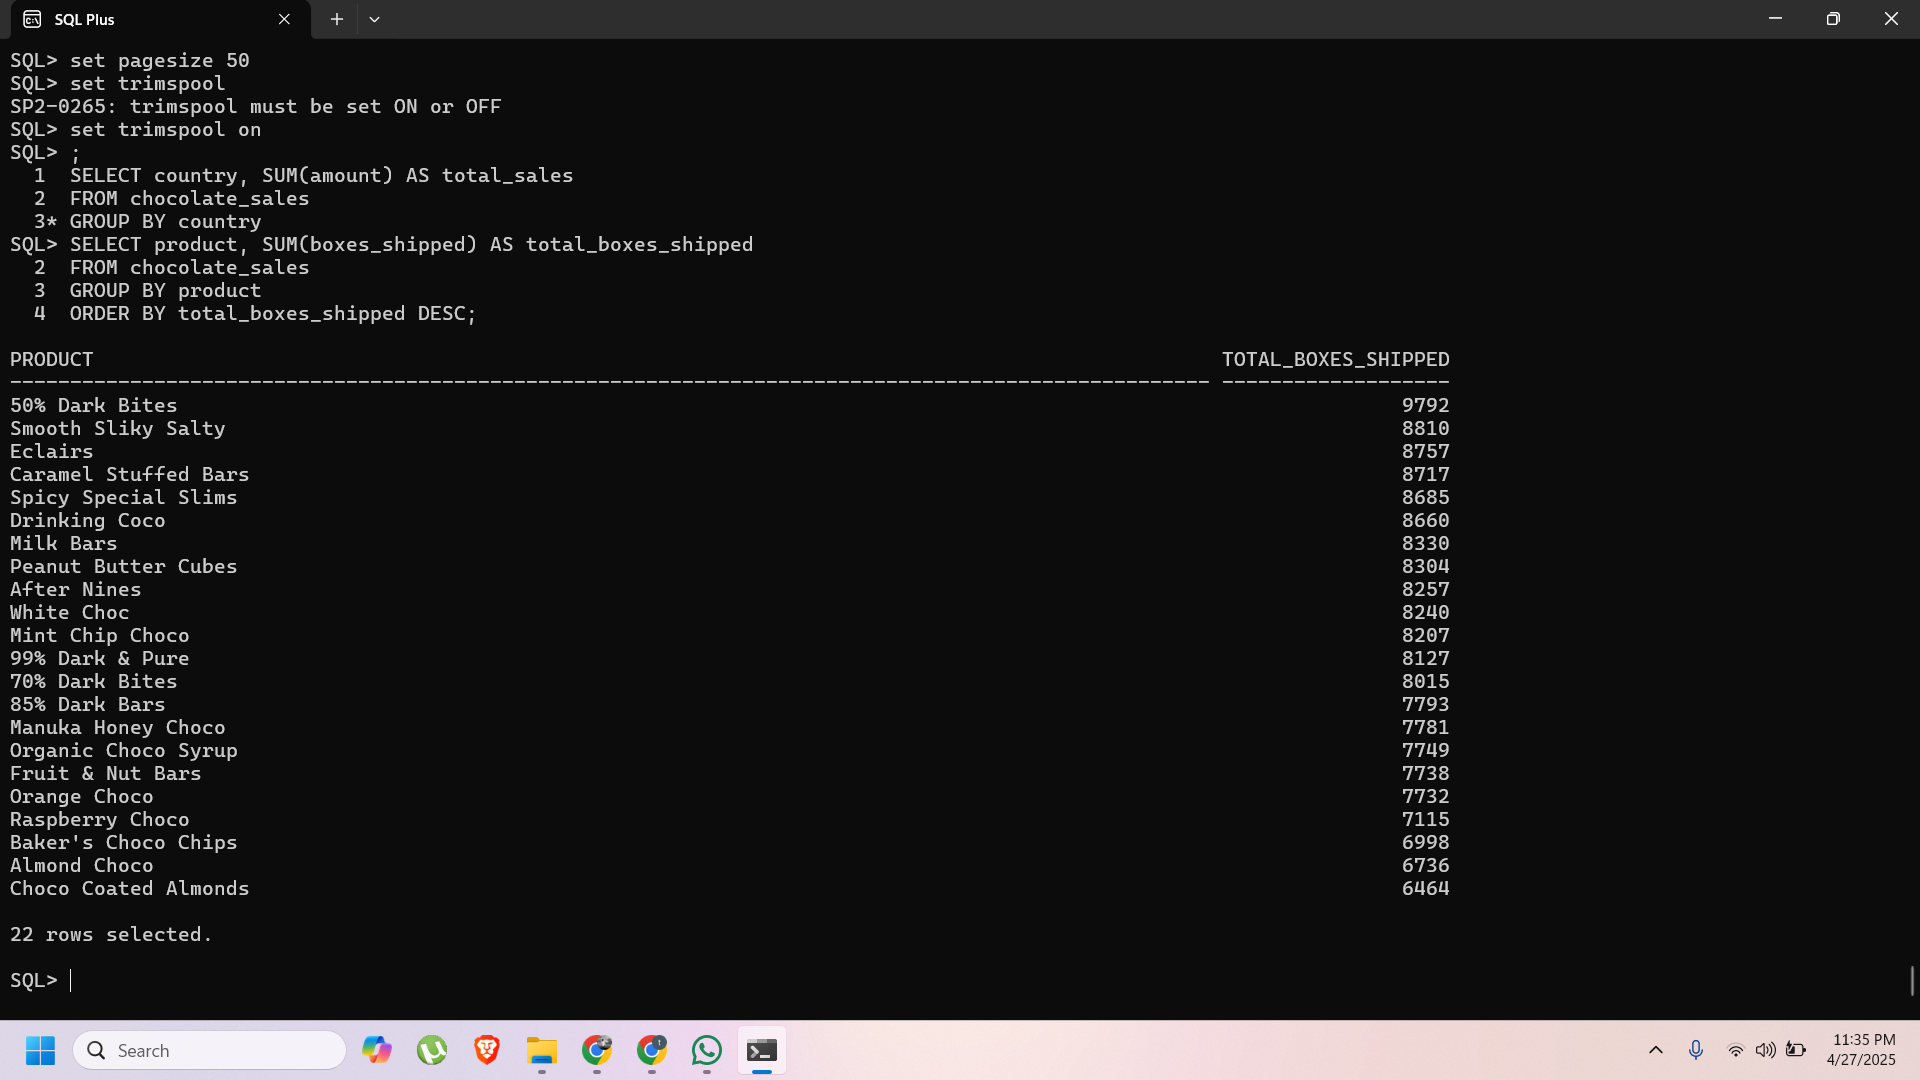 SQL Plus
SQL> set pagesize 50
SQL> set trimspool
SP2-0265: trimspool must be set ON or OFF
SQL> set trimspool on
SQL> ;
  1  SELECT country, SUM(amount) AS total_sales
  2  FROM chocolate_sales
  3* GROUP BY country
SQL> SELECT product, SUM(boxes_shipped) AS total_boxes_shipped
  2  FROM chocolate_sales
  3  GROUP BY product
  4  ORDER BY total_boxes_shipped DESC;
PRODUCT TOTAL_BOXES_SHIPPED
---------------------------------------------------------------------------------------------------- -------------------
50% Dark Bites 9792
Smooth Sliky Salty 8810
Eclairs 8757
Caramel Stuffed Bars 8717
Spicy Special Slims 8685
Drinking Coco 8660
Milk Bars 8330
Peanut Butter Cubes 8304
After Nines 8257
White Choc 8240
Mint Chip Choco 8207
99% Dark & Pure 8127
70% Dark Bites 8015
85% Dark Bars 7793
Manuka Honey Choco 7781
Organic Choco Syrup 7749
Fruit & Nut Bars 7738
Orange Choco 7732
Raspberry Choco 7115
Baker's Choco Chips 6998
Almond Choco 6736
Choco Coated Almonds 6464
22 rows selected.
SQL>
Search
11:35 PM
4/27/2025